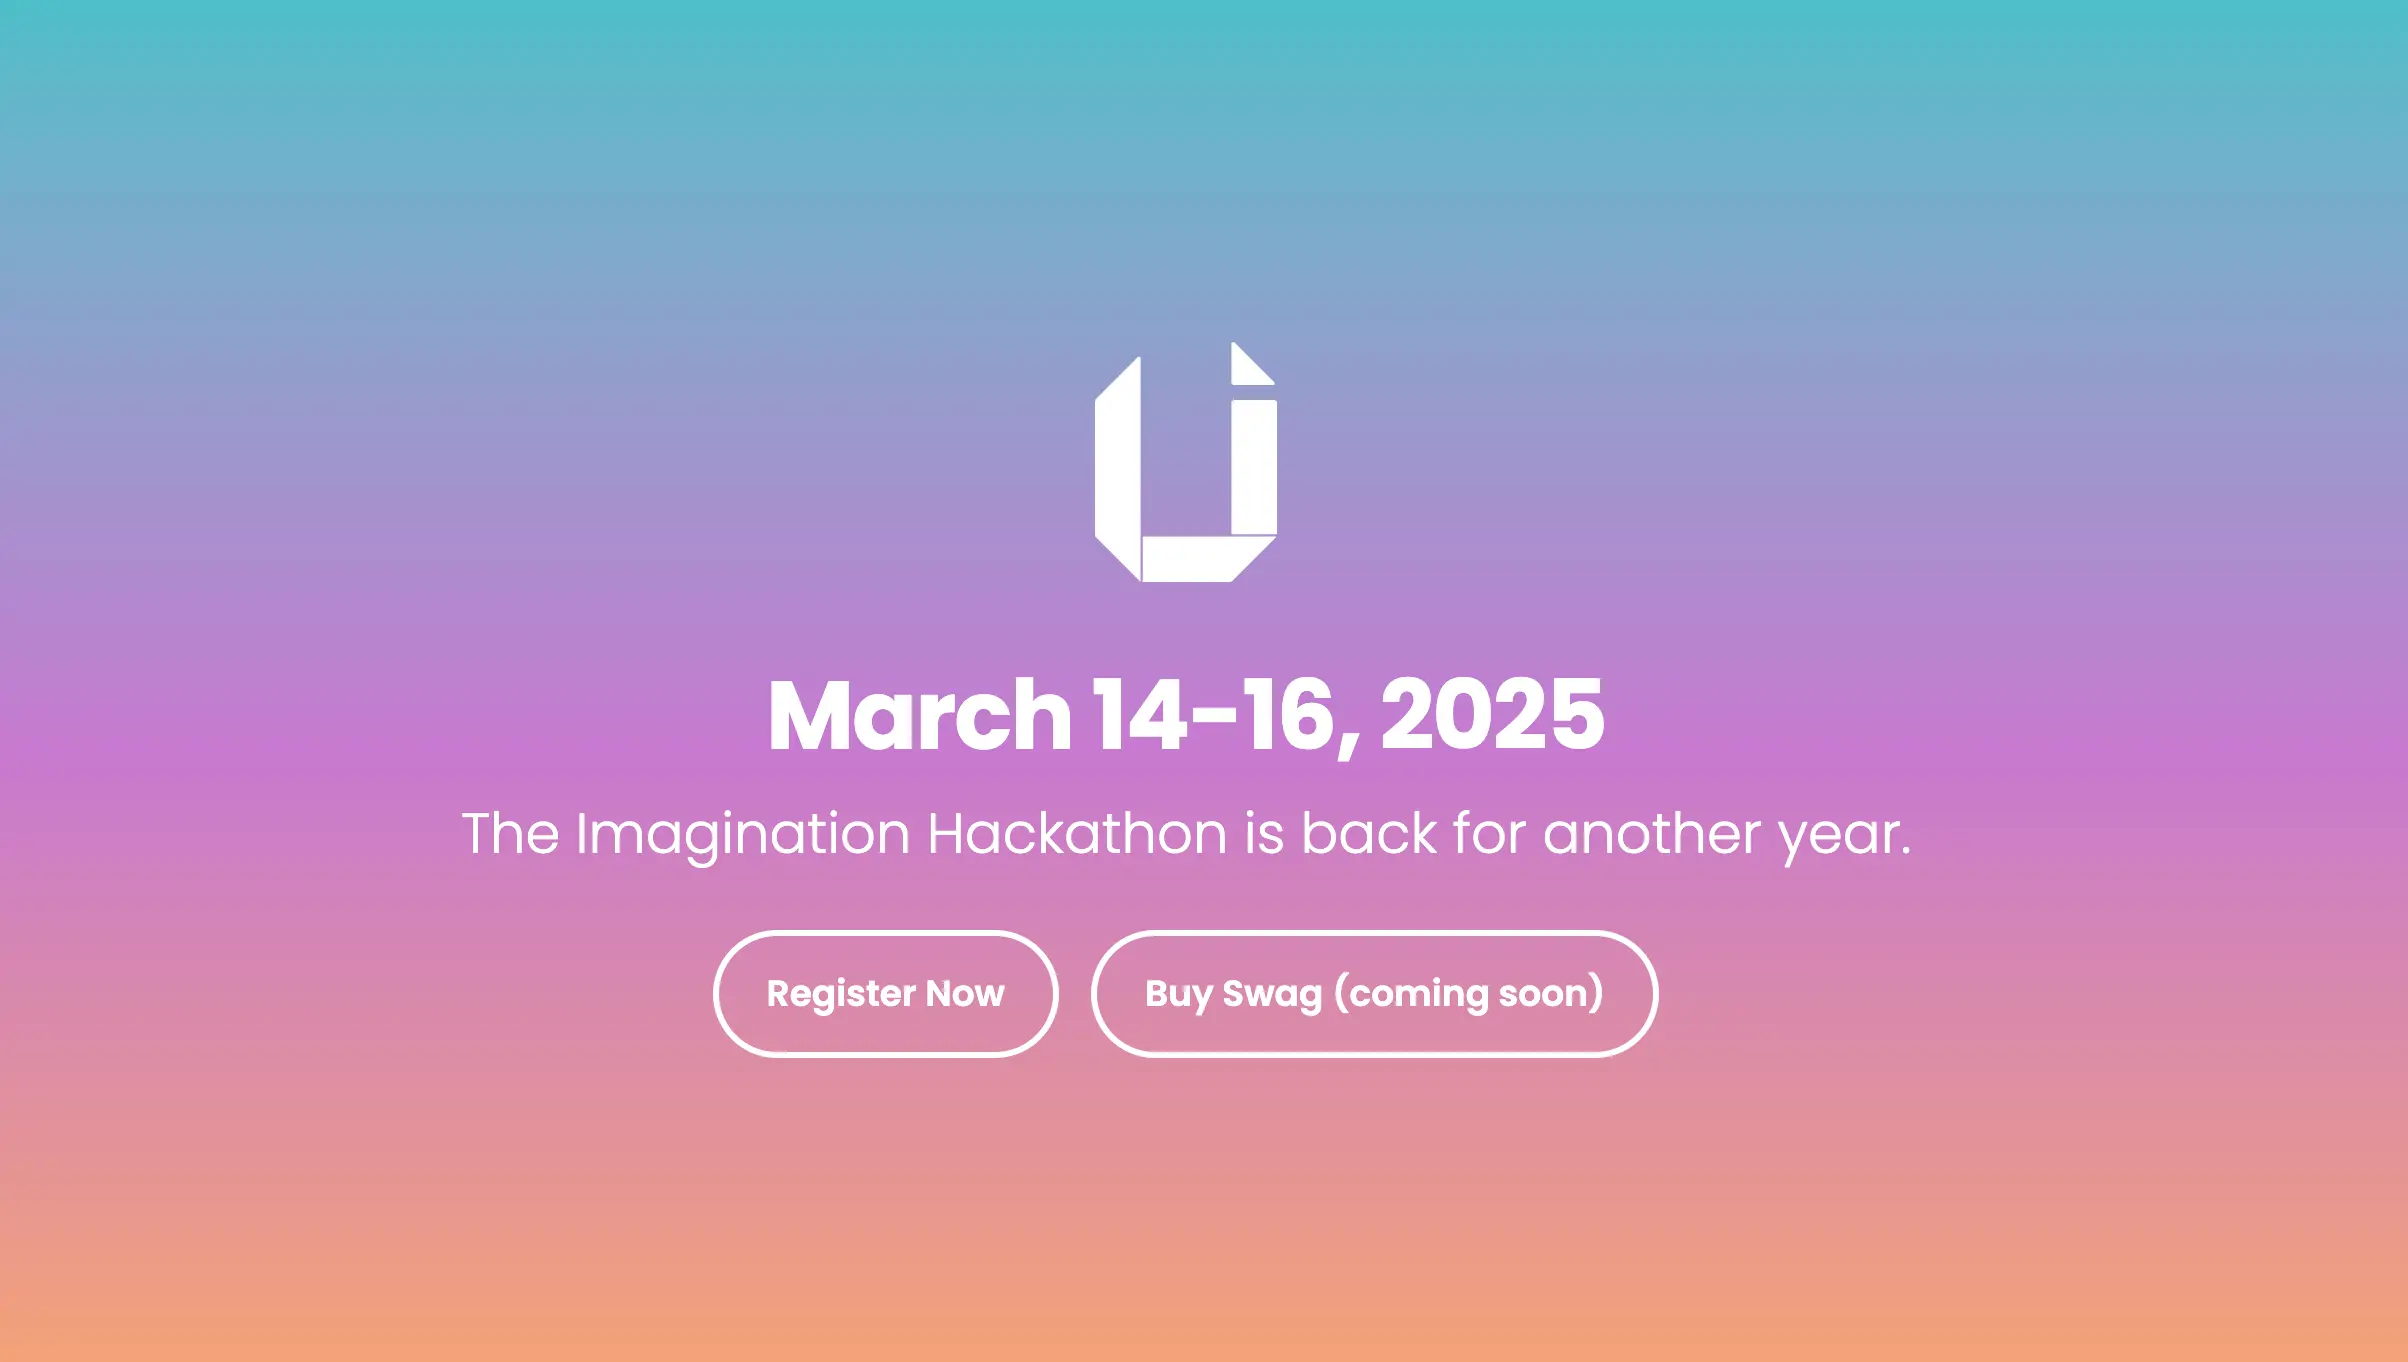 March 14-16, 2025
The Imagination Hackathon is back for another year.
Register Now
Buy Swag (coming soon)